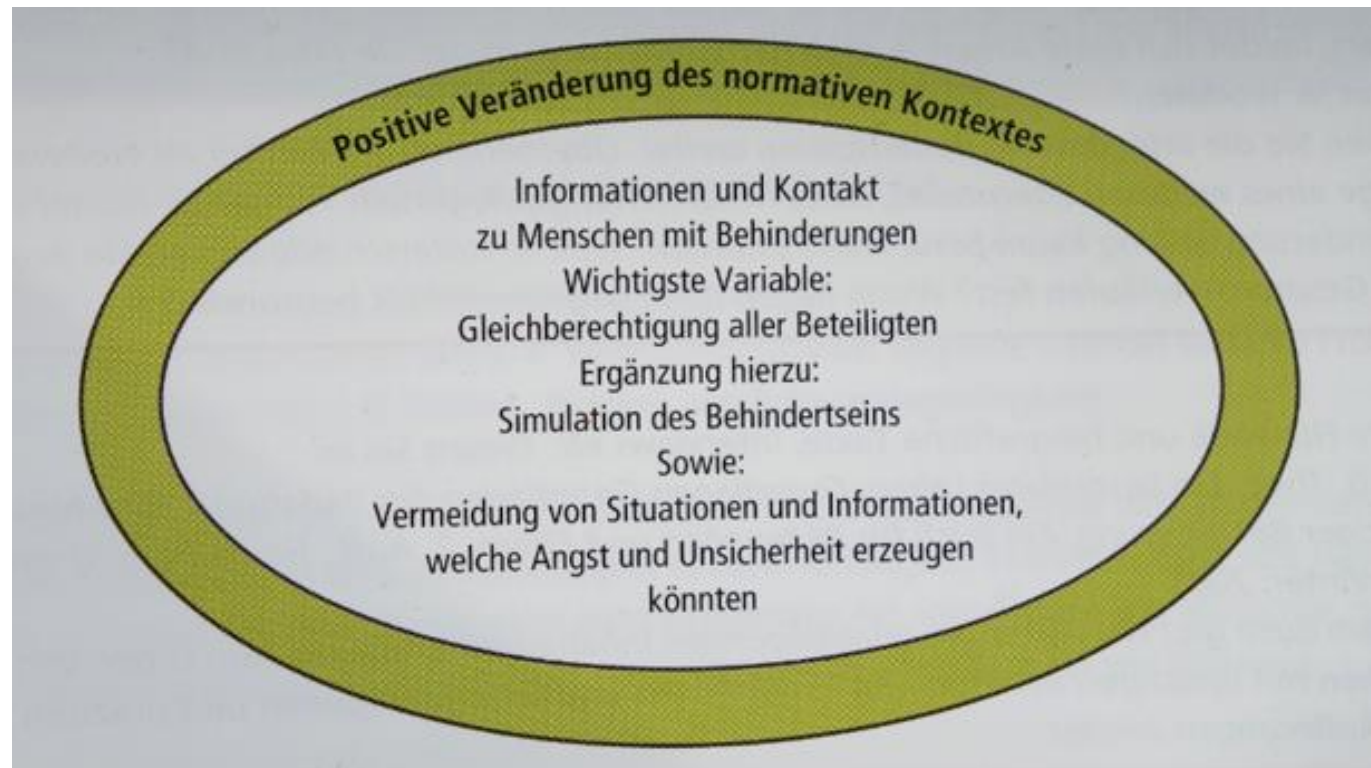 Positive Veränderung des normativen Kontextes
Informationen und Kontakt
zu Menschen mit Behinderungen
Wichtigste Variable:
Gleichberechtigung aller Beteiligten
Ergänzung hierzu:
Simulation des Behindertseins
Sowie:
Vermeidung von Situationen und Informationen,
welche Angst und Unsicherheit erzeugen
könnten